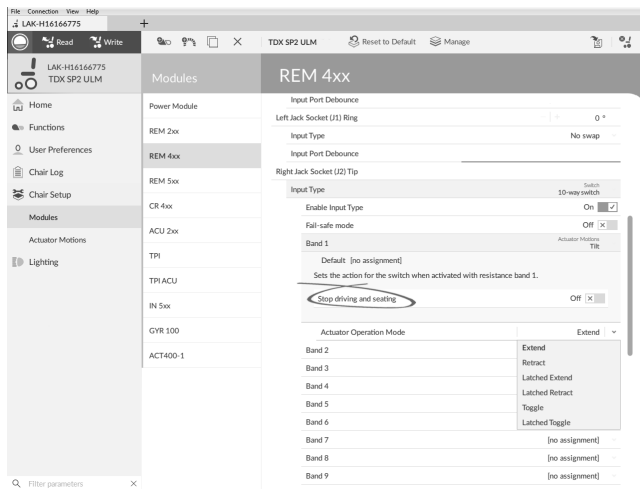 File Connection View Help
LAK-H16166775
Read Write TDX SP2 ULM Reset to Default Manage
LAK-H16166775
TDX SP2 ULM
Modules
REM 4xx
Home
Functions
User Preferences
Chair Log
Chair Setup
Modules
Actuator Motions
Lighting
Filter parameters
Power Module
REM 2xx
REM 4xx
REM 5xx
CR 4xx
ACU 2xx
TPI
TPI ACU
IN 5xx
GYR 100
ACT400-1
Input Port Debounce
Left Jack Socket (J1) Ring 0 °
Input Type No swap
Input Port Debounce
Right Jack Socket (J2) Tip
Input Type Switch
10-way switch
Enable Input Type On
Fail-safe mode Off
Band 1 Actuator Motions
Tilt
Default [no assignment]
Sets the action for the switch when activated with resistance band 1.
Stop driving and seating Off
Actuator Operation Mode Extend
Band 2 Extend
Band 3 Retract
Latched Extend
Band 4 Latched Retract
Band 5 Toggle
Band 6 Latched Toggle
Band 7 [no assignment]
Band 8 [no assignment]
Band 9 [no assignment]